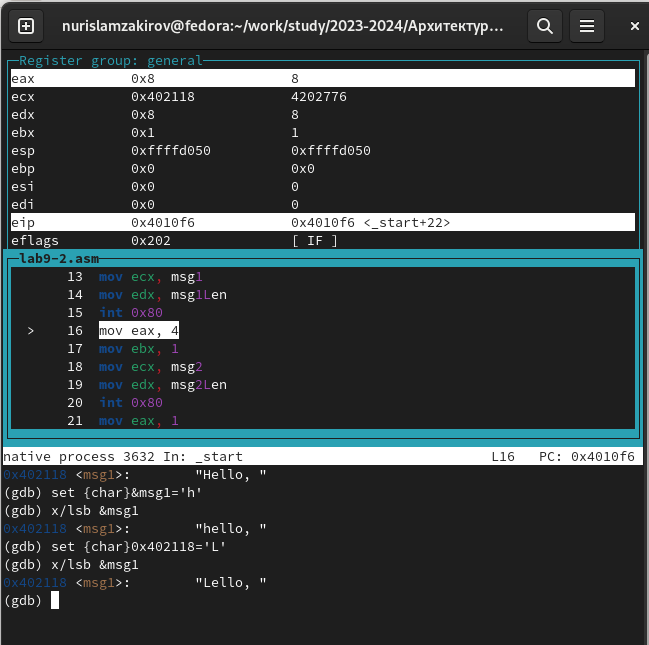 nurislamzakirov@fedora:~/work/study/2023-2024/Архитектур...
Register group: general
eax 0x8 8
ecx 0x402118 4202776
edx 0x8 8
ebx 0x1 1
esp 0xffffd050 0xffffd050
ebp 0x0 0x0
esi 0x0 0
edi 0x0 0
eip 0x4010f6 0x4010f6 <_start+22>
eflags 0x202 [ IF ]
lab9-2.asm
13 mov ecx, msg1
14 mov edx, msg1Len
15 int 0x80
> 16 mov eax, 4
17 mov ebx, 1
18 mov ecx, msg2
19 mov edx, msg2Len
20 int 0x80
21 mov eax, 1
native process 3632 In: _start L16 PC: 0x4010f6
0x402118 <msg1>: "Hello, "
(gdb) set {char}&msg1='h'
(gdb) x/lsb &msg1
0x402118 <msg1>: "hello, "
(gdb) set {char}0x402118='L'
(gdb) x/lsb &msg1
0x402118 <msg1>: "Lello, "
(gdb)